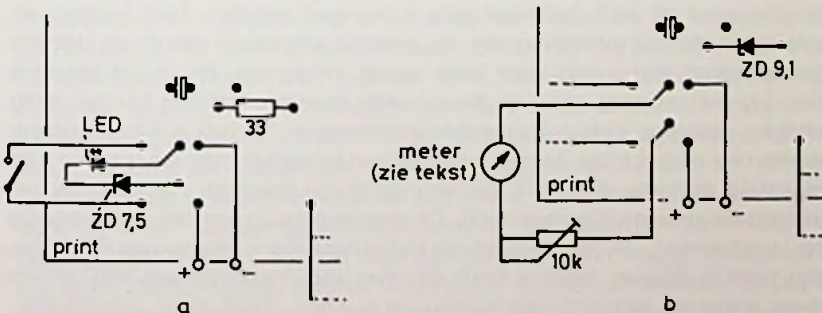 LED
33
ZD 7,5
print
+
-
a
ZD 9,1
meter
(zie tekst)
print
10k
+
-
b